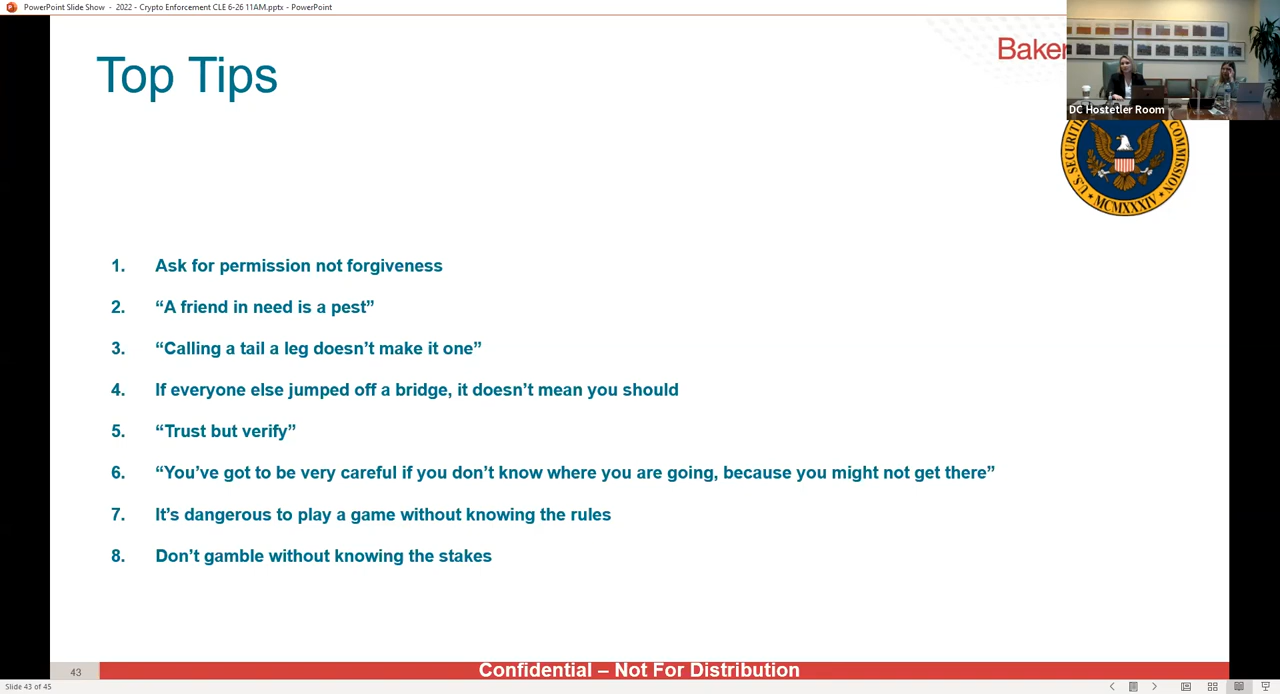 PowerPoint Slide Show - 2022 - Crypto Enforcement CLE 6-26 11AM.pptx - PowerPoint
Top Tips
Baker
DC Hostetler Room
U.S. SECURITIES COMMISSION
MCMXXXIV
1. Ask for permission not forgiveness
2. “A friend in need is a pest”
3. “Calling a tail a leg doesn’t make it one”
4. If everyone else jumped off a bridge, it doesn’t mean you should
5. “Trust but verify”
6. “You’ve got to be very careful if you don’t know where you are going, because you might not get there”
7. It’s dangerous to play a game without knowing the rules
8. Don’t gamble without knowing the stakes
43
Confidential – Not For Distribution
Slide 43 of 45